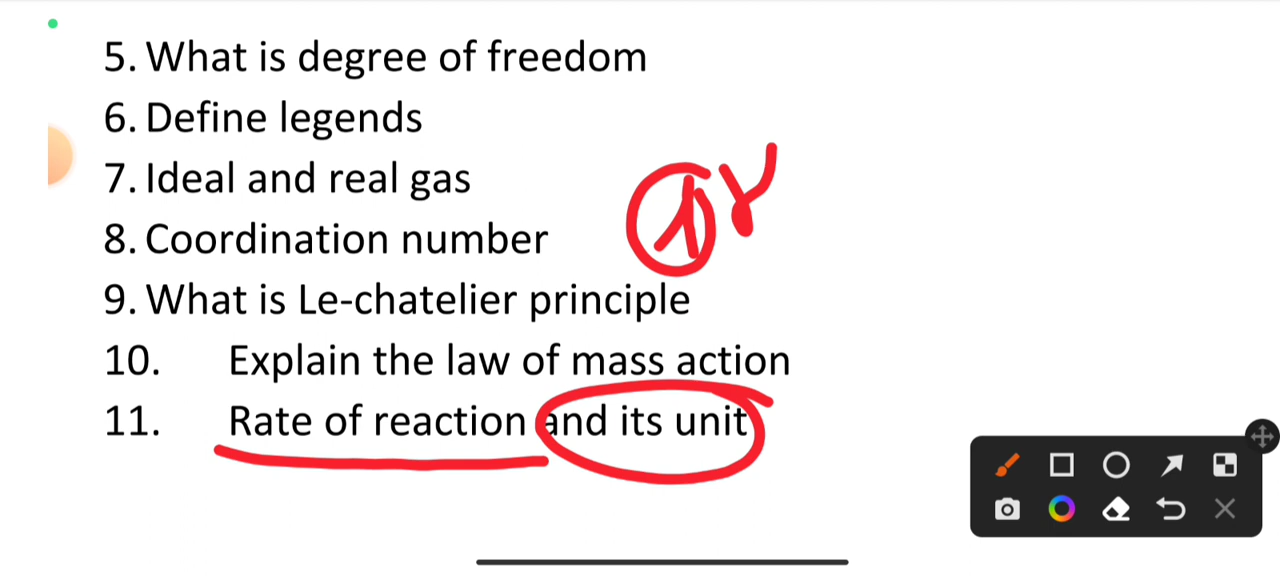 5. What is degree of freedom
6. Define legends
7. Ideal and real gas
8. Coordination number
9. What is Le-chatelier principle
10. Explain the law of mass action
11. Rate of reaction and its unit